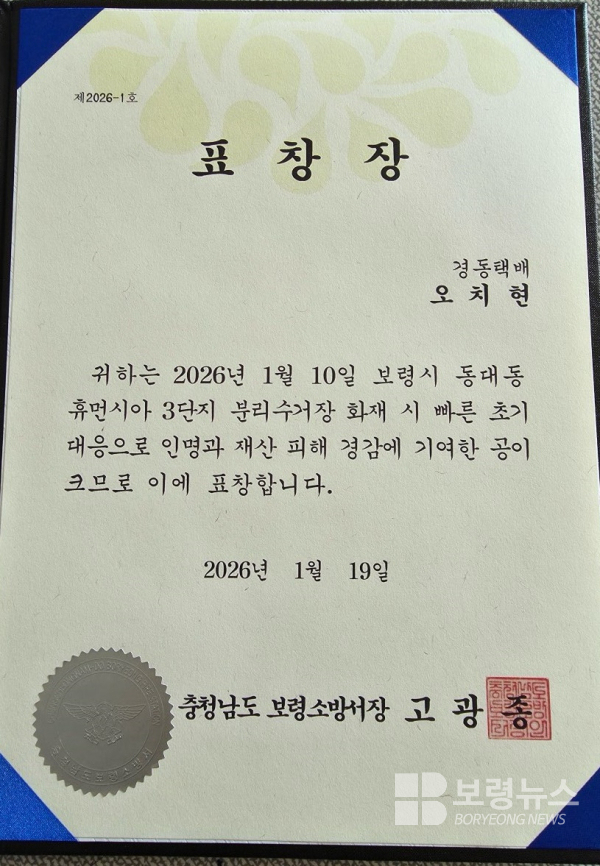 제2026-1호
표 창 장
경동택배
오 치 현
귀하는 2026년 1월 10일 보령시 동대동
휴먼시아 3단지 분리수거장 화재 시 빠른 초기
대응으로 인명과 재산 피해 경감에 기여한 공이
크므로 이에 표창합니다.
2026년 1월 19일
충청남도 보령소방서장 고 광 종
보령뉴스
BORYEONG NEWS